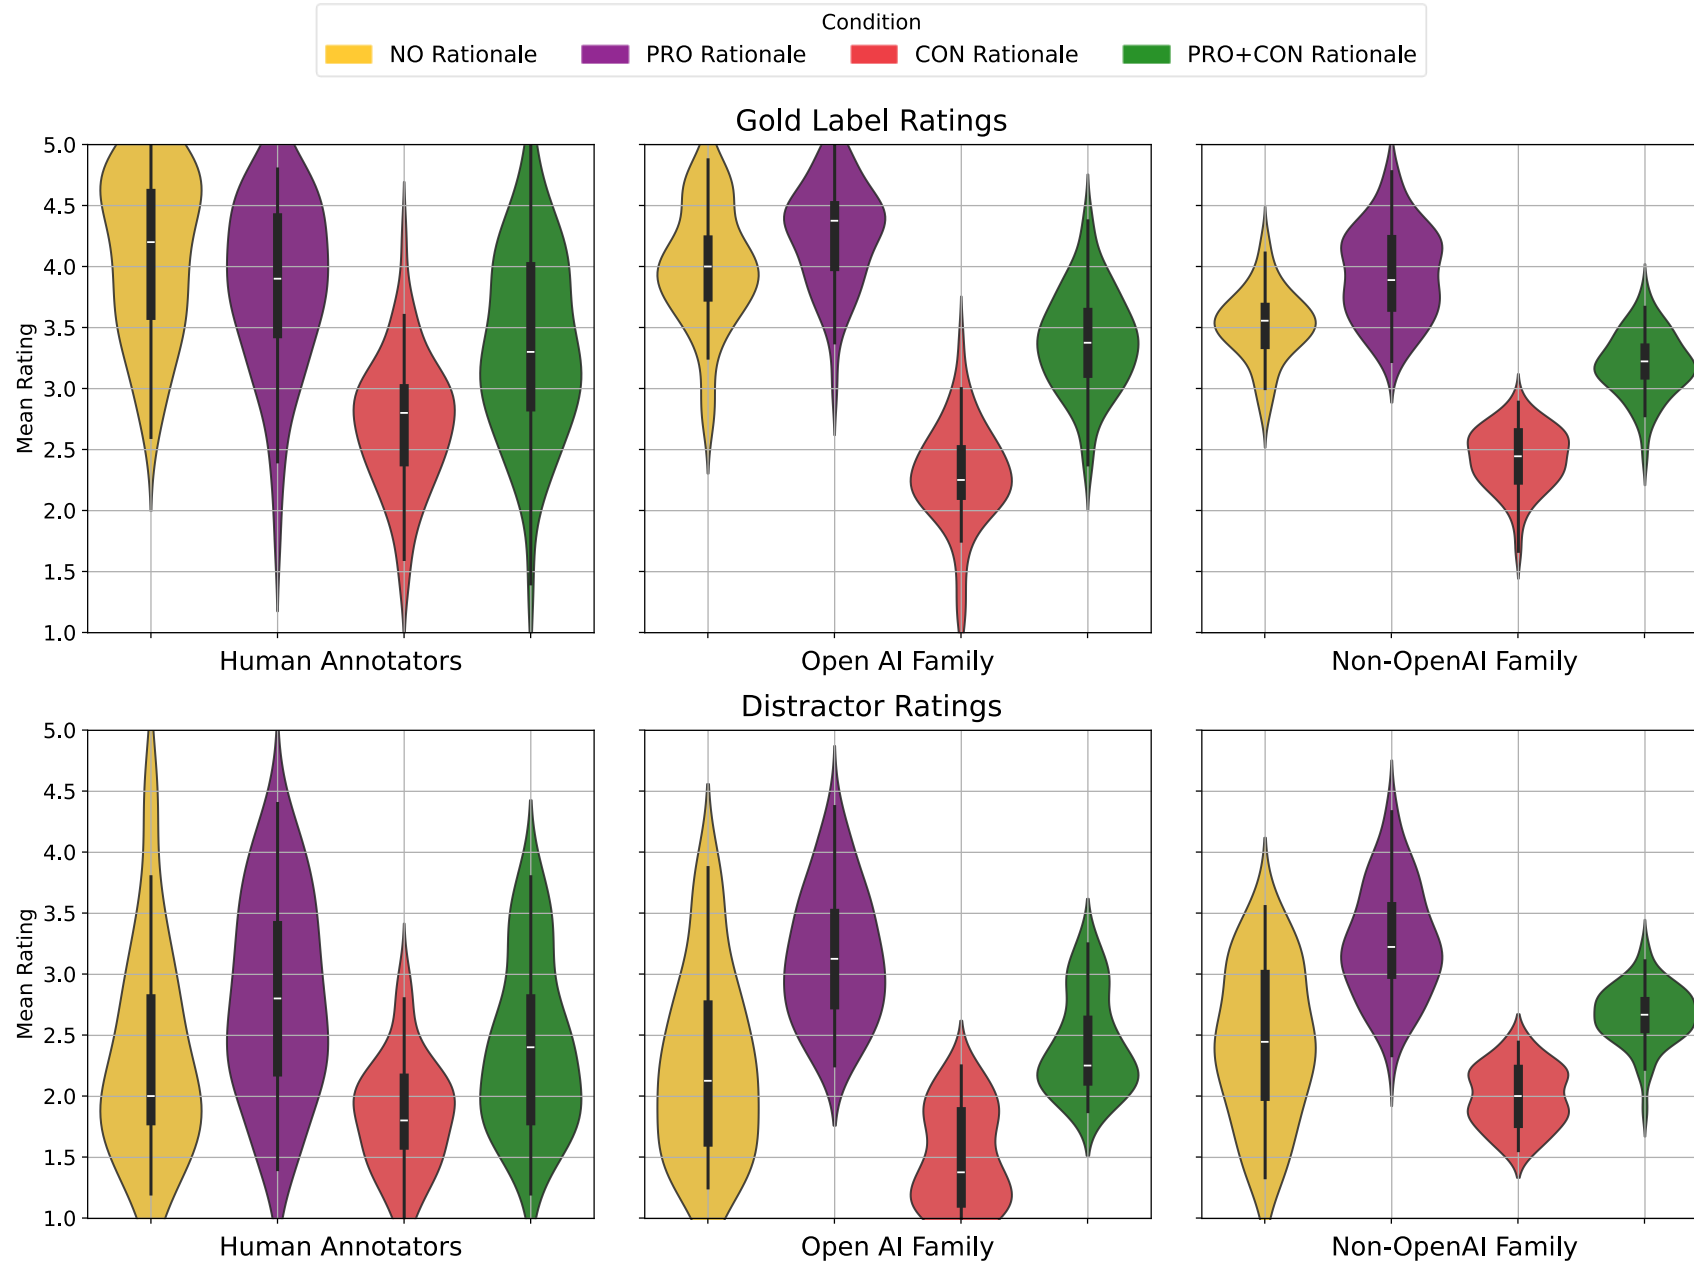 Condition
NO Rationale PRO Rationale CON Rationale PRO+CON Rationale
Gold Label Ratings
Mean Rating
5.0
4.5
4.0
3.5
3.0
2.5
2.0
1.5
1.0
Human Annotators Open AI Family Non-OpenAI Family
Distractor Ratings
Mean Rating
5.0
4.5
4.0
3.5
3.0
2.5
2.0
1.5
1.0
Human Annotators Open AI Family Non-OpenAI Family